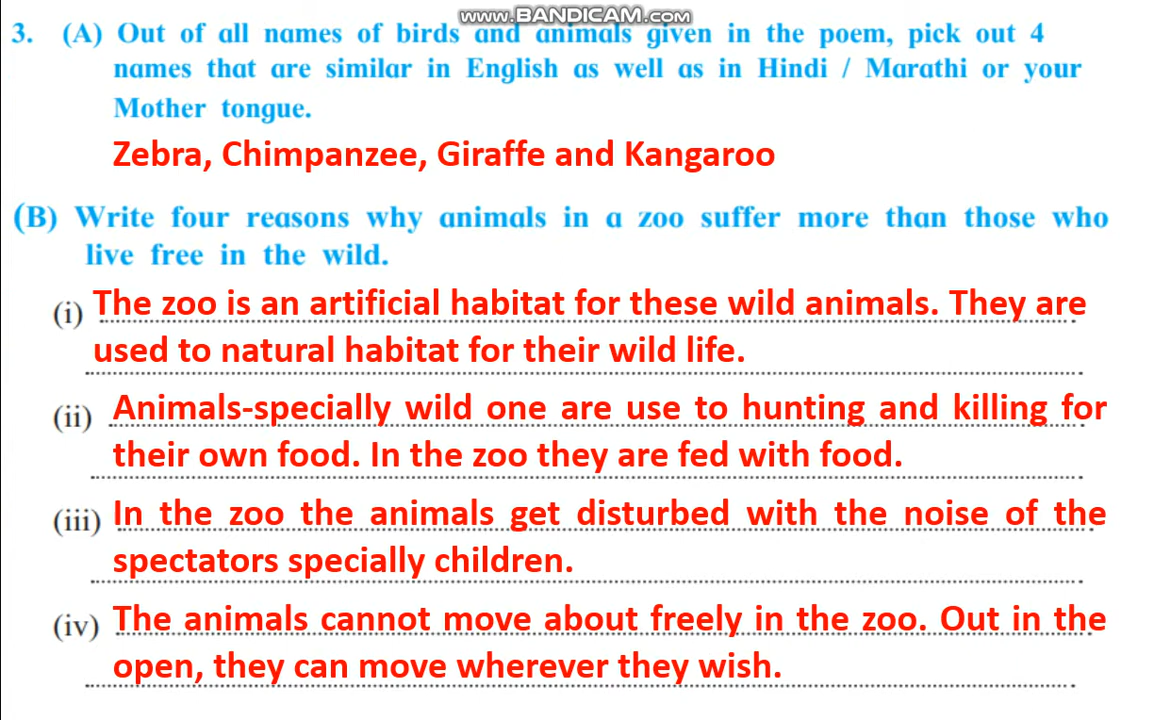 www.BANDICAM.com
3. (A) Out of all names of birds and animals given in the poem, pick out 4
names that are similar in English as well as in Hindi / Marathi or your
Mother tongue.
Zebra, Chimpanzee, Giraffe and Kangaroo
(B) Write four reasons why animals in a zoo suffer more than those who
live free in the wild.
(i) The zoo is an artificial habitat for these wild animals. They are
used to natural habitat for their wild life.
(ii) Animals-specially wild one are use to hunting and killing for
their own food. In the zoo they are fed with food.
(iii) In the zoo the animals get disturbed with the noise of the
spectators specially children.
(iv) The animals cannot move about freely in the zoo. Out in the
open, they can move wherever they wish.